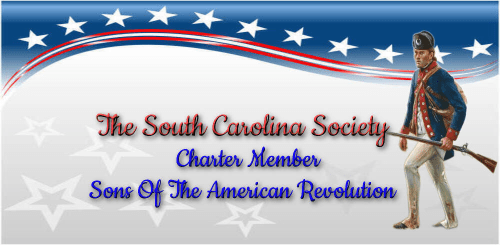 The South Carolina Society
Charter Member
Sons Of The American Revolution